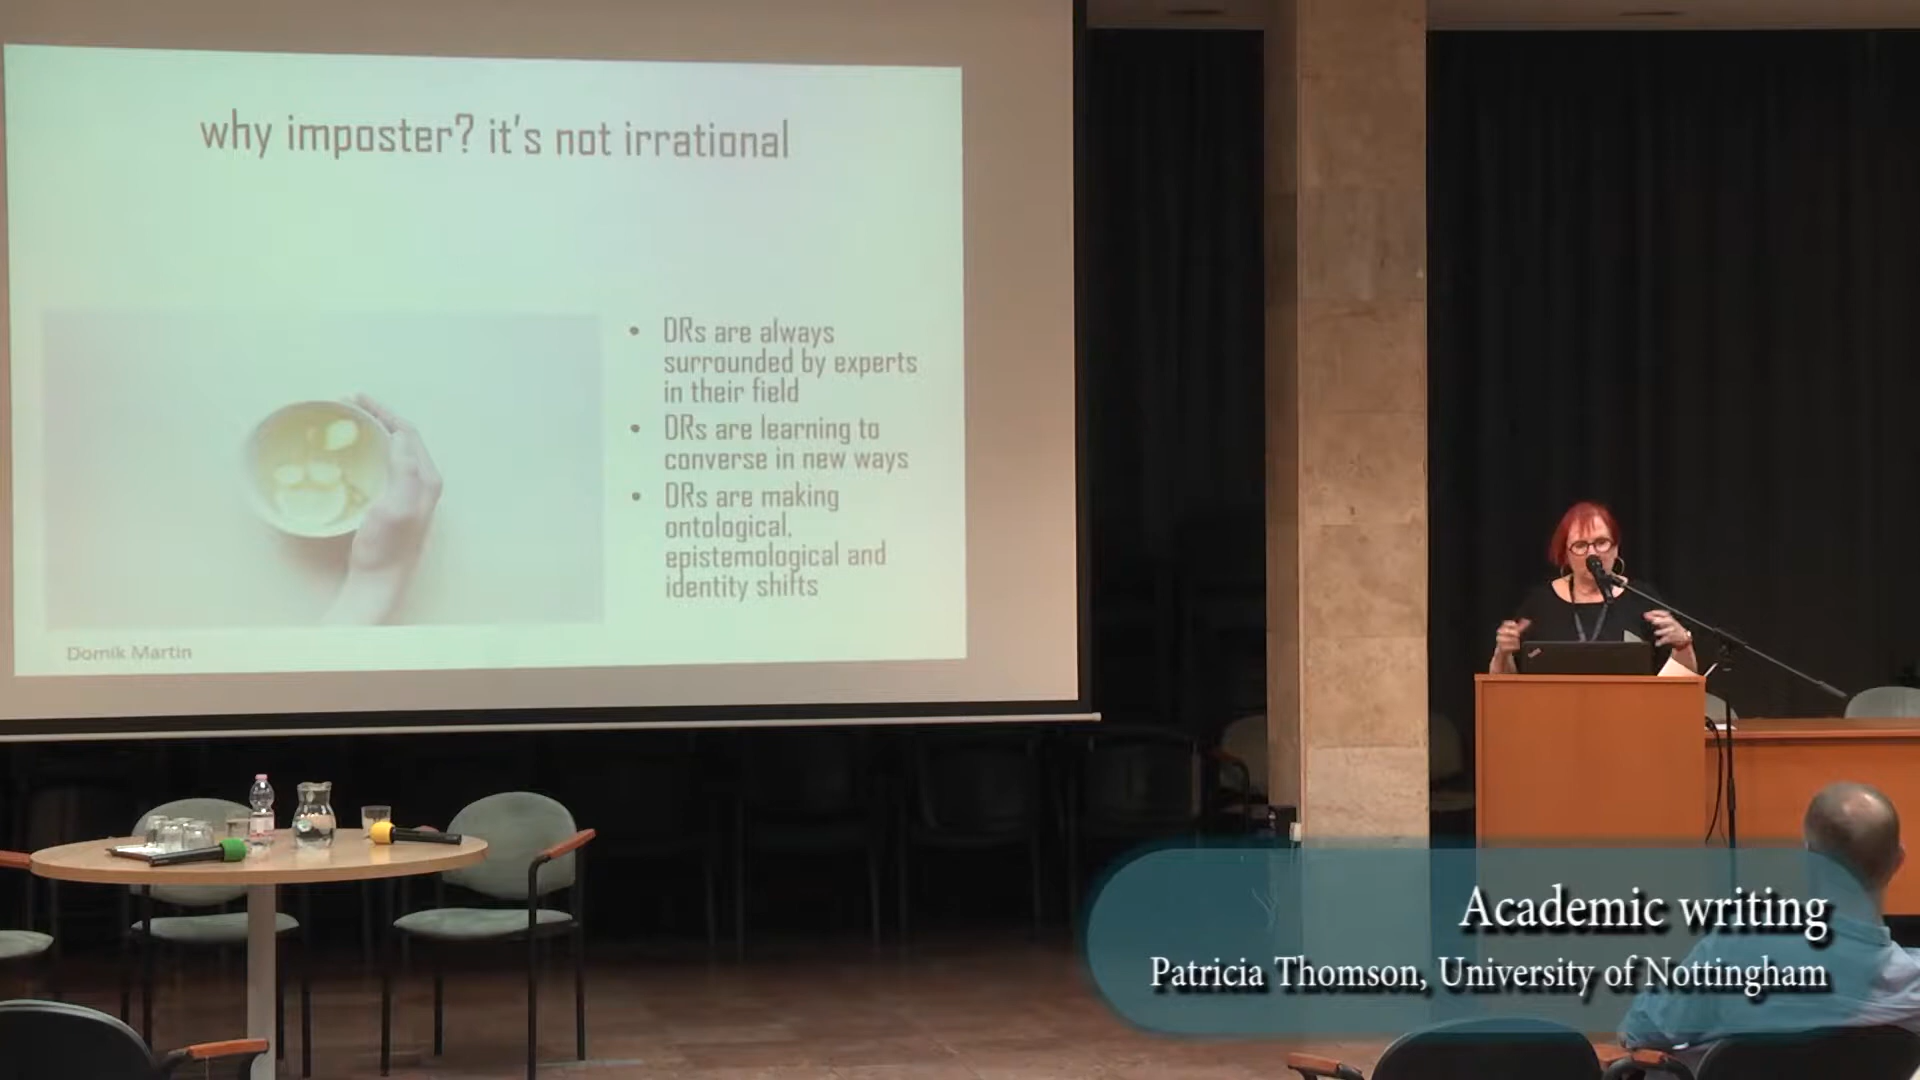 why imposter? it's not irrational
• DRs are always
surrounded by experts
in their field
• DRs are learning to
converse in new ways
• DRs are making
ontological,
epistemological and
identity shifts
Domik Martin
Academic writing
Patricia Thomson, University of Nottingham